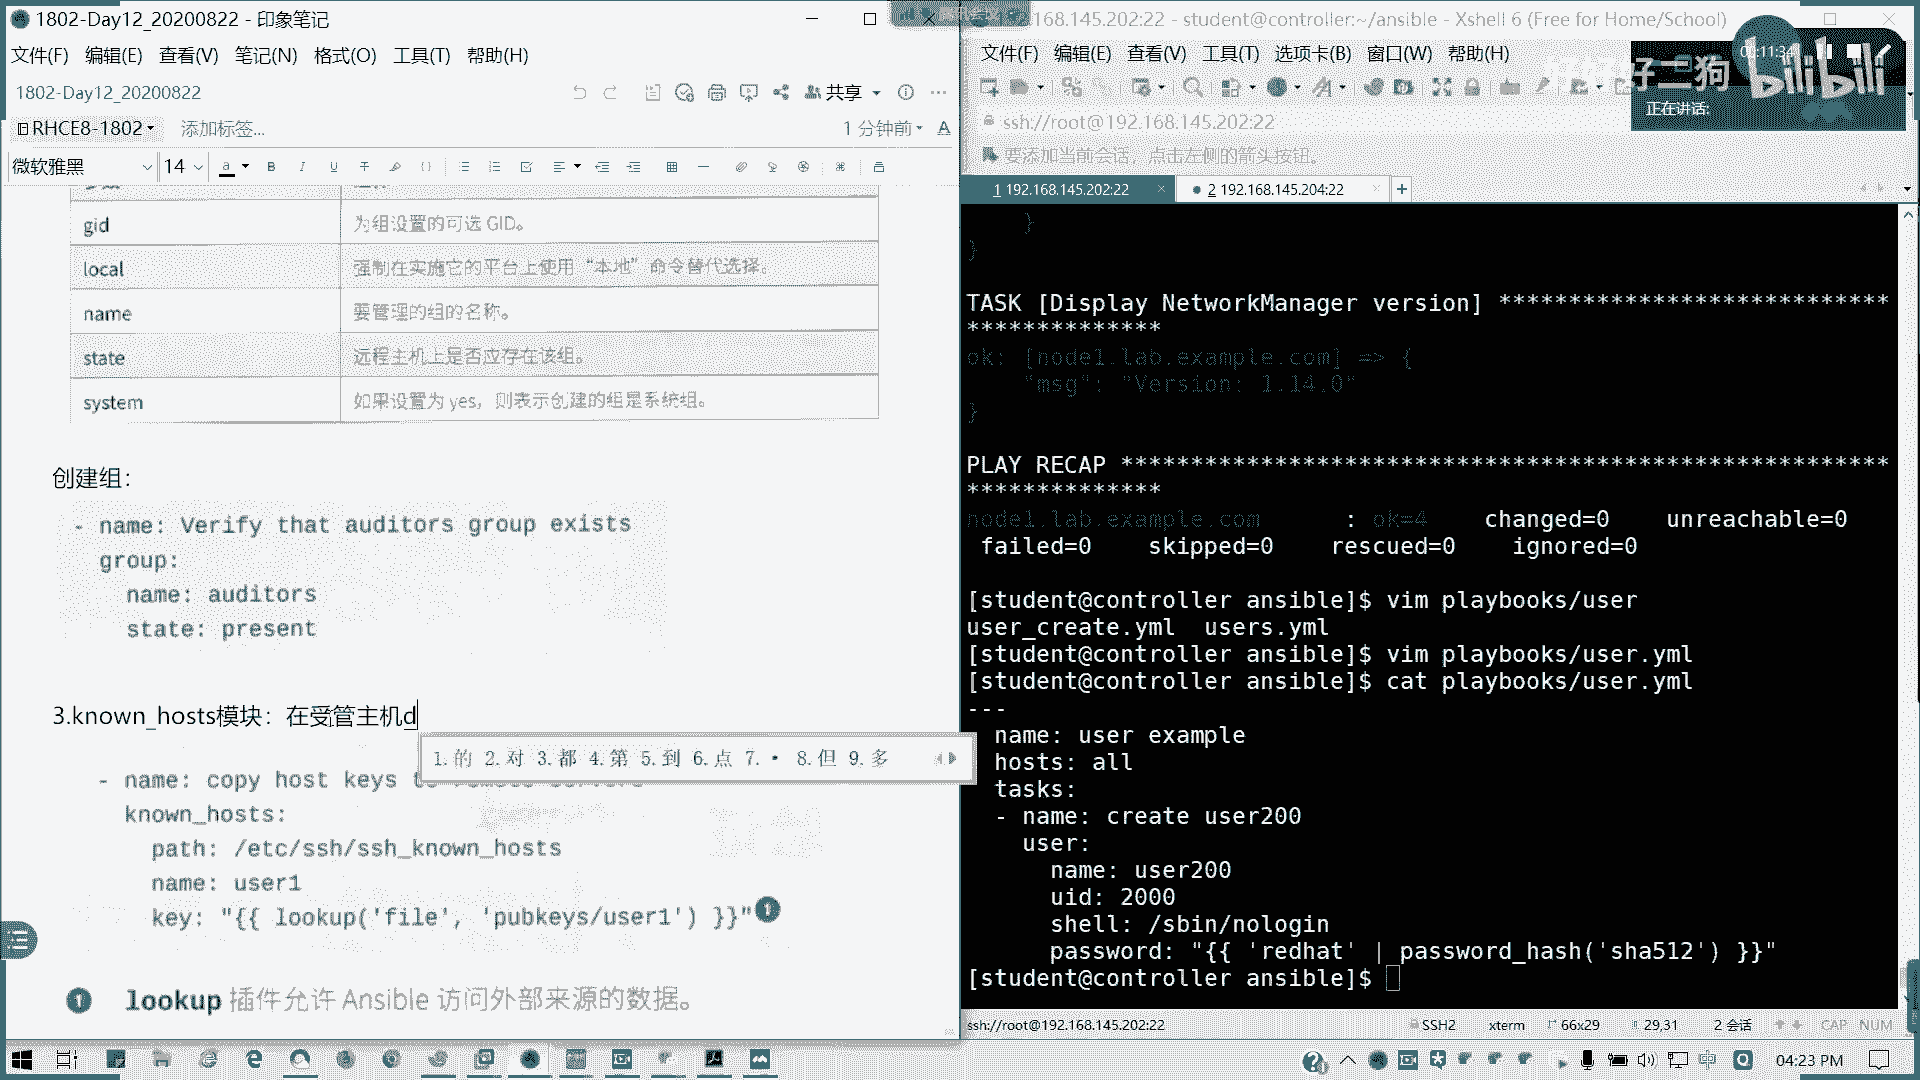 1802-Day12_20200822 - 印象笔记
文件(F) 编辑(E) 查看(V) 笔记(N) 格式(O) 工具(T) 帮助(H)
1802-Day12_20200822
共享
RHCE8-1802 添加标签...
1 分钟前
微软雅黑 14
gid 为组设置的可选 GID。
local 强制在实施它的平台上使用“本地”命令替代选择。
name 要管理的组的名称。
state 远程主机上是否应存在该组。
system 如果设置为 yes，则表示创建的组是系统组。
创建组：
- name: Verify that auditors group exists
group:
name: auditors
state: present
3.known_hosts模块：在受管主机d
1.的 2.对 3.都 4.第 5.到 6.点 7.· 8.但 9.多
- name: copy host keys
known_hosts:
path: /etc/ssh/ssh_known_hosts
name: user1
key: "{{ lookup('file', 'pubkeys/user1') }}" 1
1 lookup 插件允许 Ansible 访问外部来源的数据。
168.145.202:22 - student@controller:~/ansible - Xshell 6 (Free for Home/School)
文件(F) 编辑(E) 查看(V) 工具(T) 选项卡(B) 窗口(W) 帮助(H)
00:11:34
好二狗 bilibili
正在讲话:
ssh://root@192.168.145.202:22
要添加当前会话，点击左侧的箭头按钮。
1 192.168.145.202:22 × 2 192.168.145.204:22 × +
}
}
TASK [Display NetworkManager version] *****************************
**************
ok: [node1.lab.example.com] => {
"msg": "Version: 1.14.0"
}
PLAY RECAP ********************************************************
**************
node1.lab.example.com : ok=4 changed=0 unreachable=0
failed=0 skipped=0 rescued=0 ignored=0
[student@controller ansible]$ vim playbooks/user
user_create.yml users.yml
[student@controller ansible]$ vim playbooks/user.yml
[student@controller ansible]$ cat playbooks/user.yml
---
name: user example
hosts: all
tasks:
- name: create user200
user:
name: user200
uid: 2000
shell: /sbin/nologin
password: "{{ 'redhat' | password_hash('sha512') }}"
[student@controller ansible]$
ssh://root@192.168.145.202:22 SSH2 xterm 66x29 29,31 2 会话 CAP NUM
中 04:23 PM